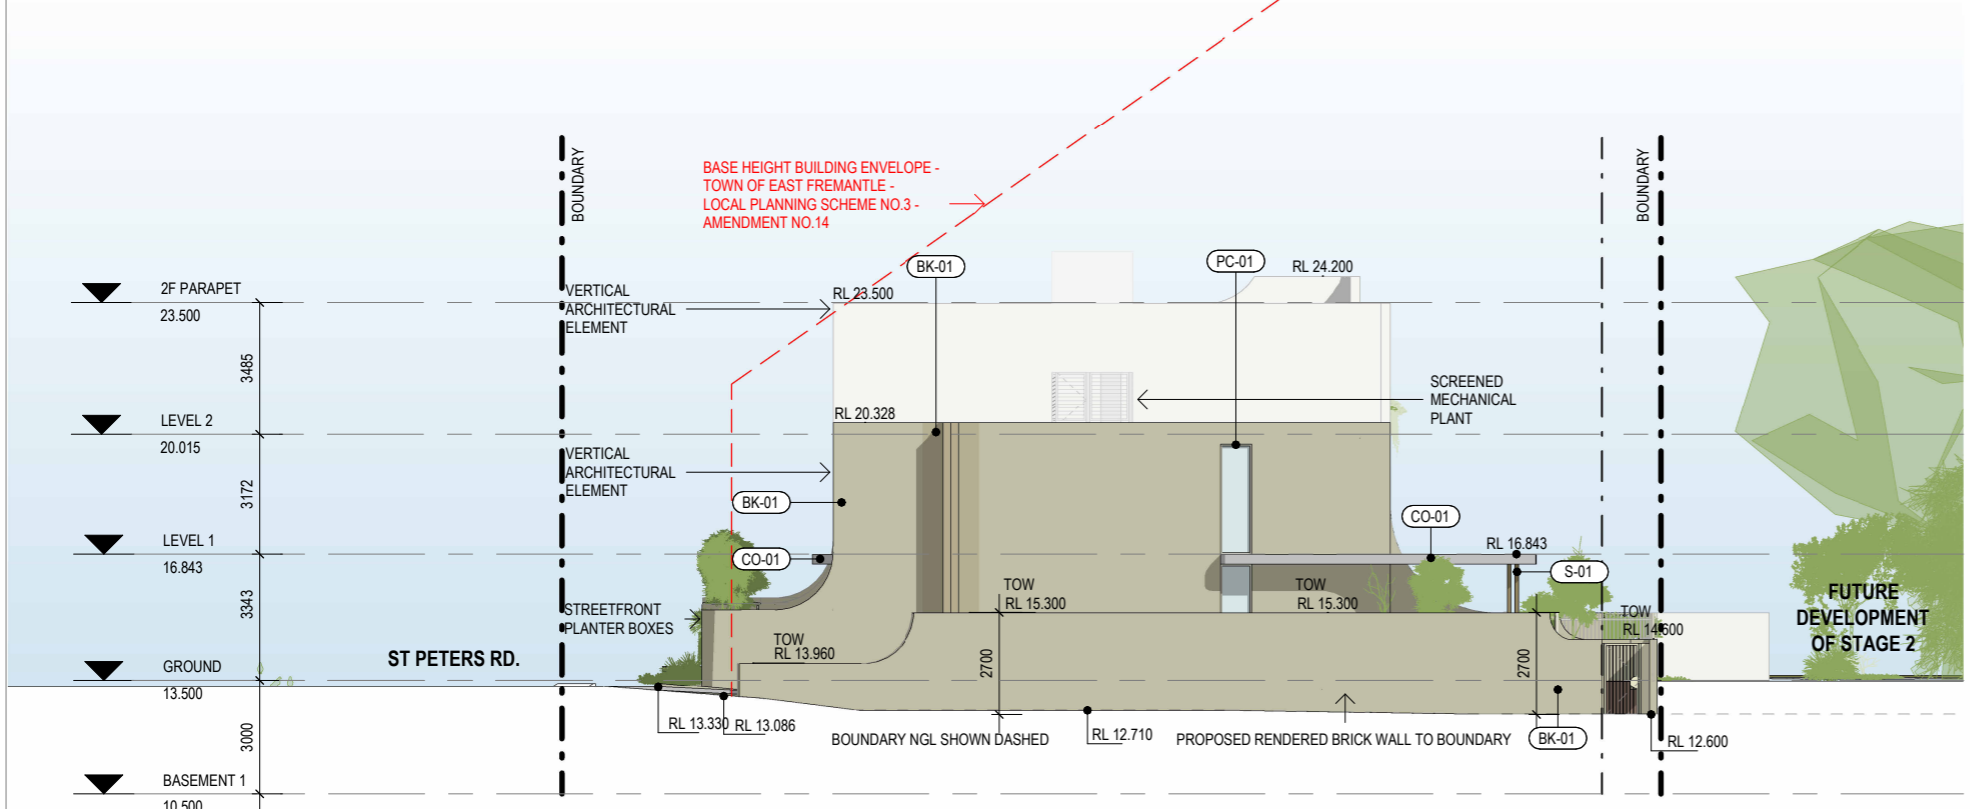 BOUNDARY
BOUNDARY
BASE HEIGHT BUILDING ENVELOPE -
TOWN OF EAST FREMANTLE -
LOCAL PLANNING SCHEME NO.3 -
AMENDMENT NO.14
BK-01
PC-01
RL 24.200
2F PARAPET
23.500
VERTICAL
ARCHITECTURAL
ELEMENT
RL 23.500
3485
SCREENED
MECHANICAL
PLANT
LEVEL 2
20.015
RL 20.328
VERTICAL
ARCHITECTURAL
ELEMENT
3172
BK-01
CO-01
LEVEL 1
16.843
CO-01
RL 16.843
S-01
3343
STREETFRONT
PLANTER BOXES
TOW
RL 15.300
TOW
RL 15.300
TOW
RL 14.600
FUTURE
DEVELOPMENT
OF STAGE 2
TOW
RL 13.960
ST PETERS RD.
GROUND
13.500
2700
2700
RL 13.330
RL 13.086
3000
BOUNDARY NGL SHOWN DASHED
RL 12.710
PROPOSED RENDERED BRICK WALL TO BOUNDARY
BK-01
RL 12.600
BASEMENT 1
10.500